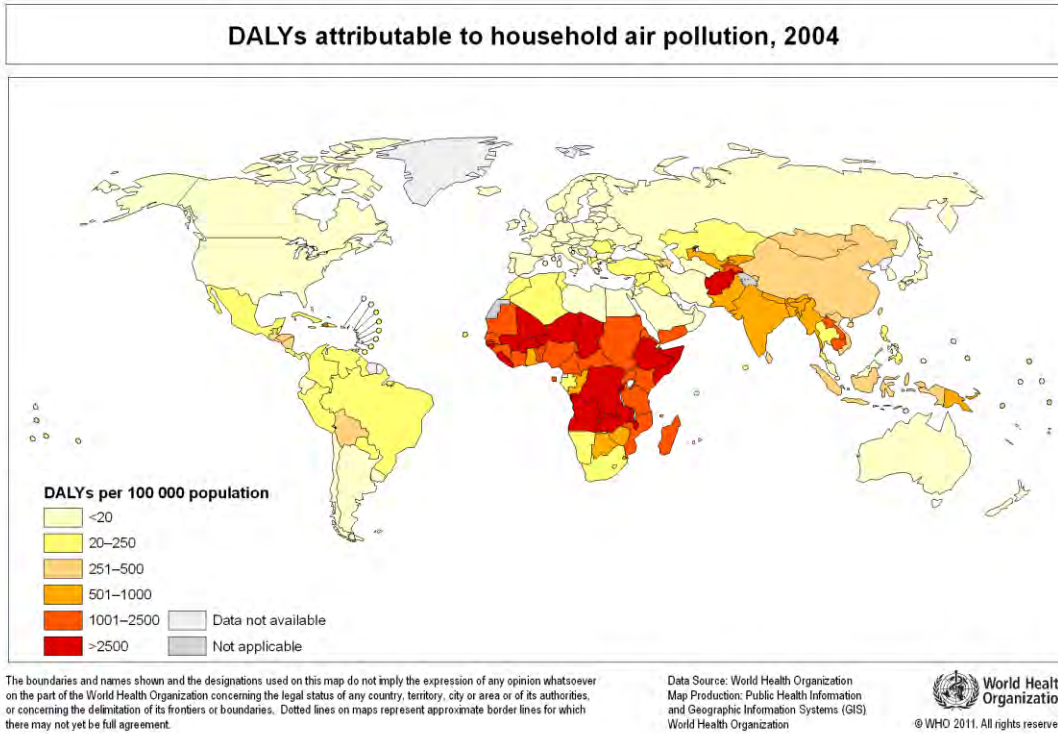 DALYs attributable to household air pollution, 2004
DALYs per 100 000 population
<20
20–250
251–500
501–1000
1001–2500
>2500
Data not available
Not applicable
The boundaries and names shown and the designations used on this map do not imply the expression of any opinion whatsoever
on the part of the World Health Organization concerning the legal status of any country, territory, city or area or of its authorities,
or concerning the delimitation of its frontiers or boundaries. Dotted lines on maps represent approximate border lines for which
there may not yet be full agreement.
Data Source: World Health Organization
Map Production: Public Health Information
and Geographic Information Systems (GIS)
World Health Organization
World Healt
Organizatio
© WHO 2011. All rights reserve